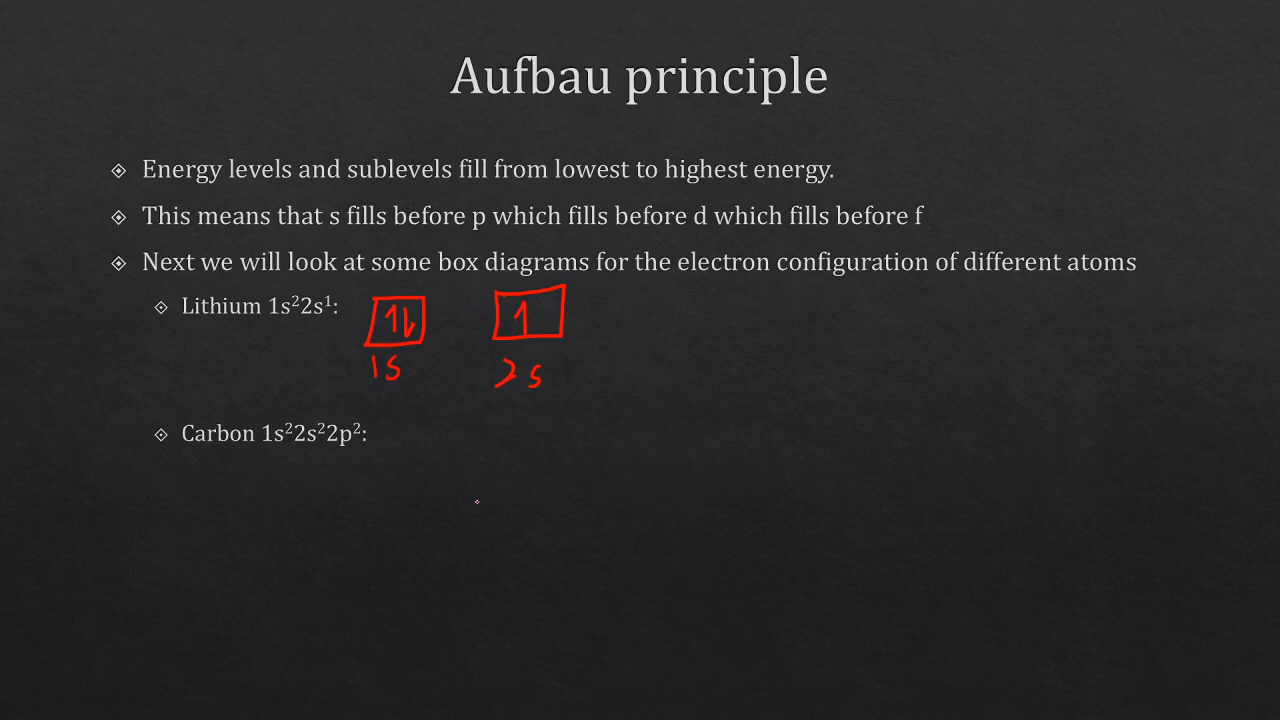 Aufbau principle
Energy levels and sublevels fill from lowest to highest energy.
This means that s fills before p which fills before d which fills before f
Next we will look at some box diagrams for the electron configuration of different atoms
Lithium 1s²2s¹:
↿⇂ ↿
1s 2s
Carbon 1s²2s²2p²: